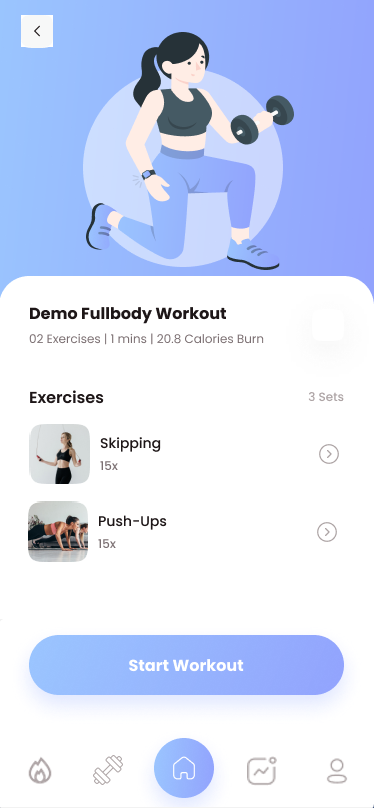 Demo Fullbody Workout
02 Exercises | 1 mins | 20.8 Calories Burn
Exercises
3 Sets
Skipping
15x
Push-Ups
15x
Start Workout